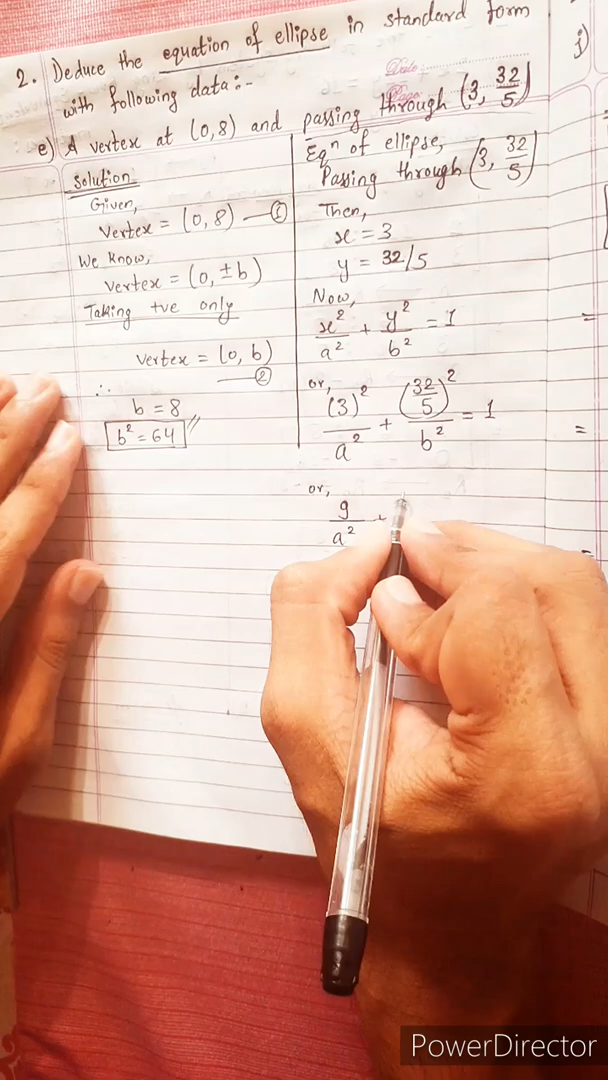 2. Deduce the equation of ellipse in standard form
with following data:-
Date:
Page:
e) A vertex at (0,8) and passing through (3, 32/5)
solution:
Given,
vertex = (0,8) — ①
We know,
vertex = (0, ±b)
Taking +ve only
vertex = (0, b)
— ②
∴
b = 8
b² = 64 //
Eqⁿ of ellipse,
Passing through (3, 32/5)
Then,
x = 3
y = 32/5
Now,
x²/a² + y²/b² = 1
or,
(3)²/a² + (32/5)²/b² = 1
or,
9/a² +
j)
=
=
PowerDirector